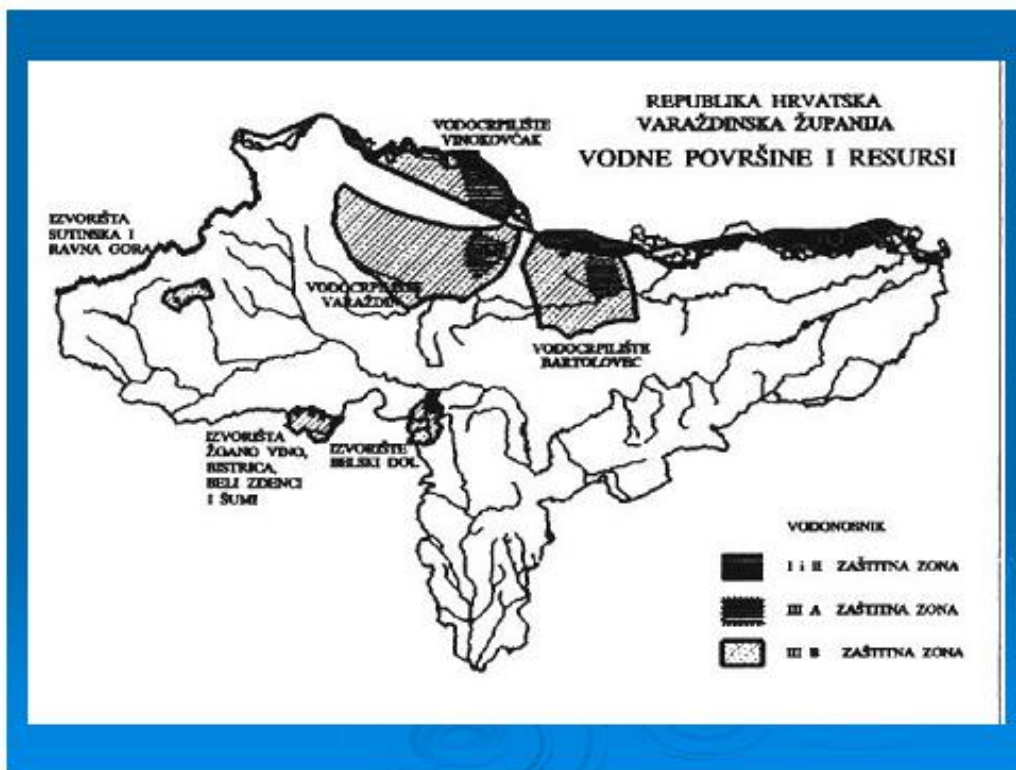 REPUBLIKA HRVATSKA
VARAŽDINSKA ŽUPANIJA
VODNE POVRŠINE I RESURSI
VODOCRPILIŠTE
VINOKOVŠČAK
IZVORIŠTA
SUTINSKA I
RAVNA GORA
VODOCRPILIŠTE
VARAŽDIN
VODOCRPILIŠTE
BARTOLOVEC
IZVORIŠTA
ŽGANO VINO,
BISTRICA,
BELI ZDENCI
I ŠUMI
IZVORIŠTE
BELSKI DOL
VODONOSNIK
I i II ZAŠTITNA ZONA
III A ZAŠTITNA ZONA
III B ZAŠTITNA ZONA